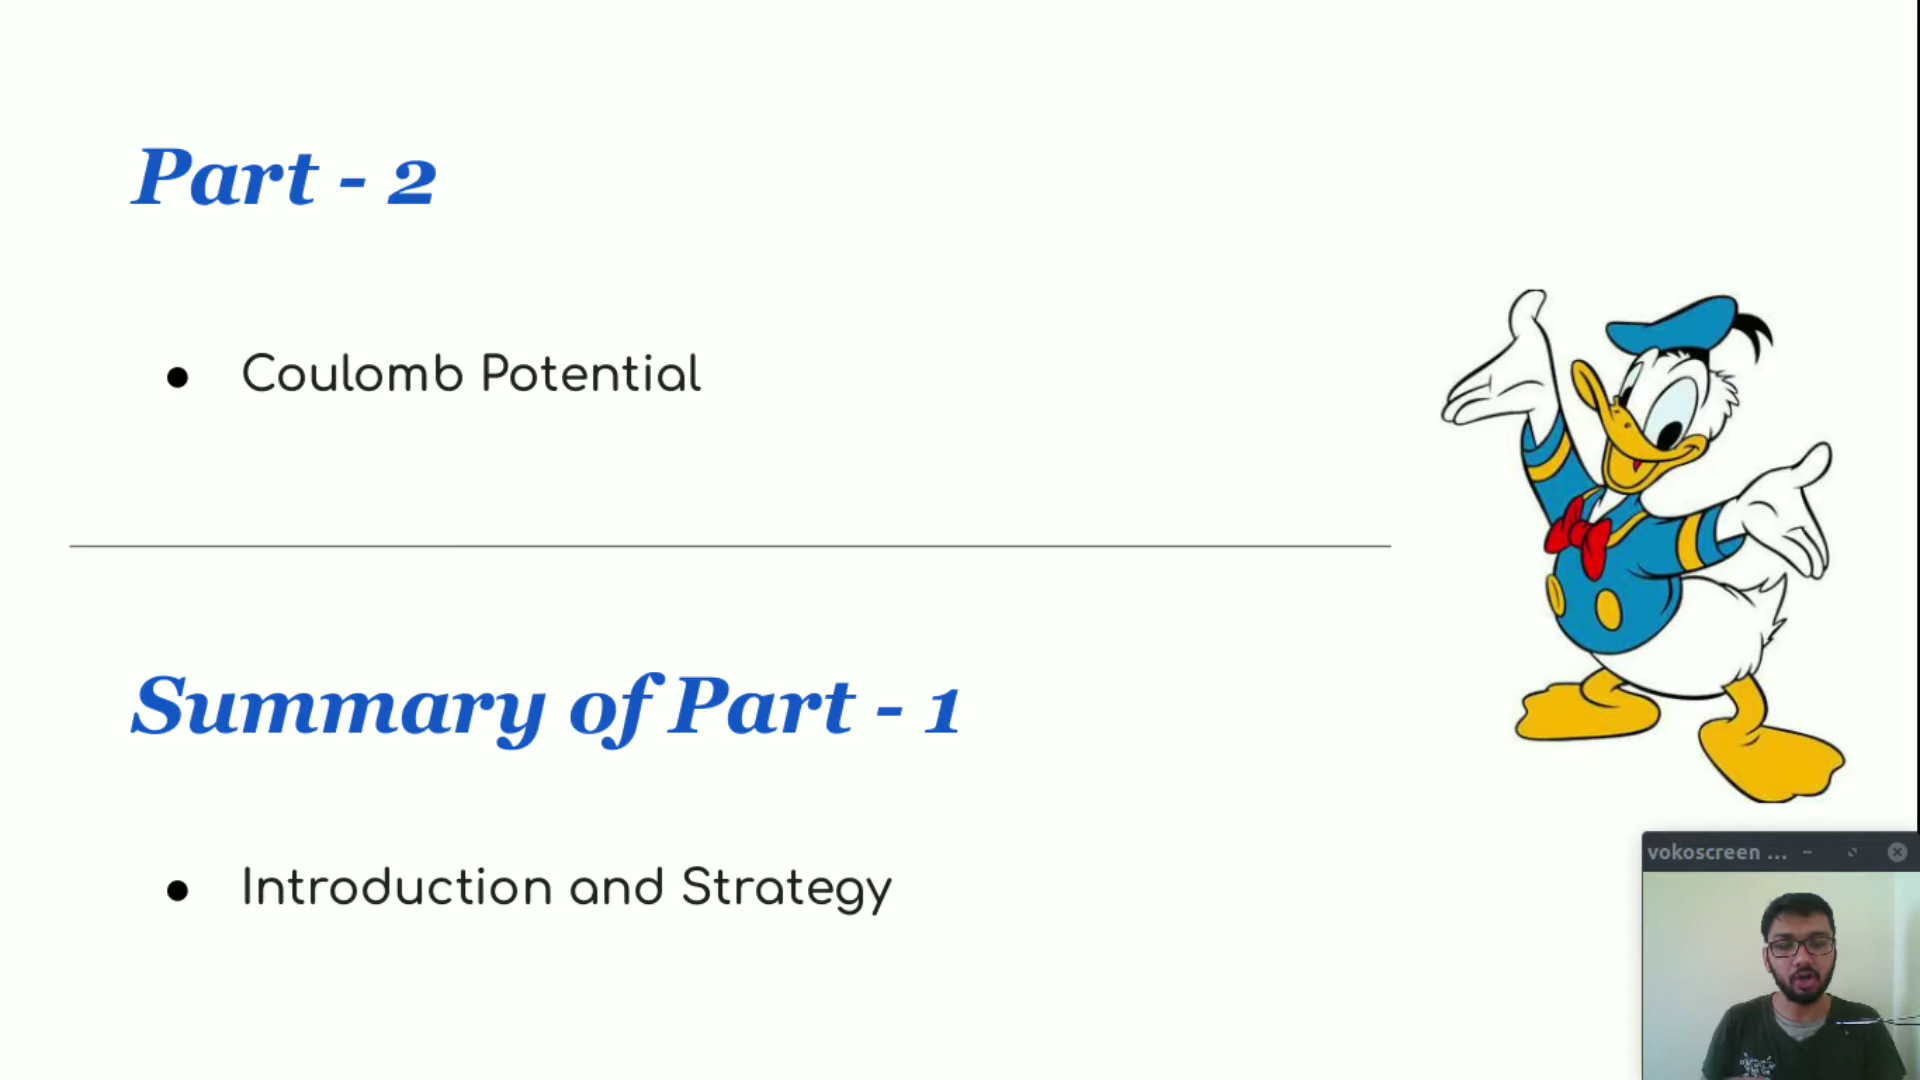 Part - 2
● Coulomb Potential
Summary of Part - 1
● Introduction and Strategy
vokoscreen ...